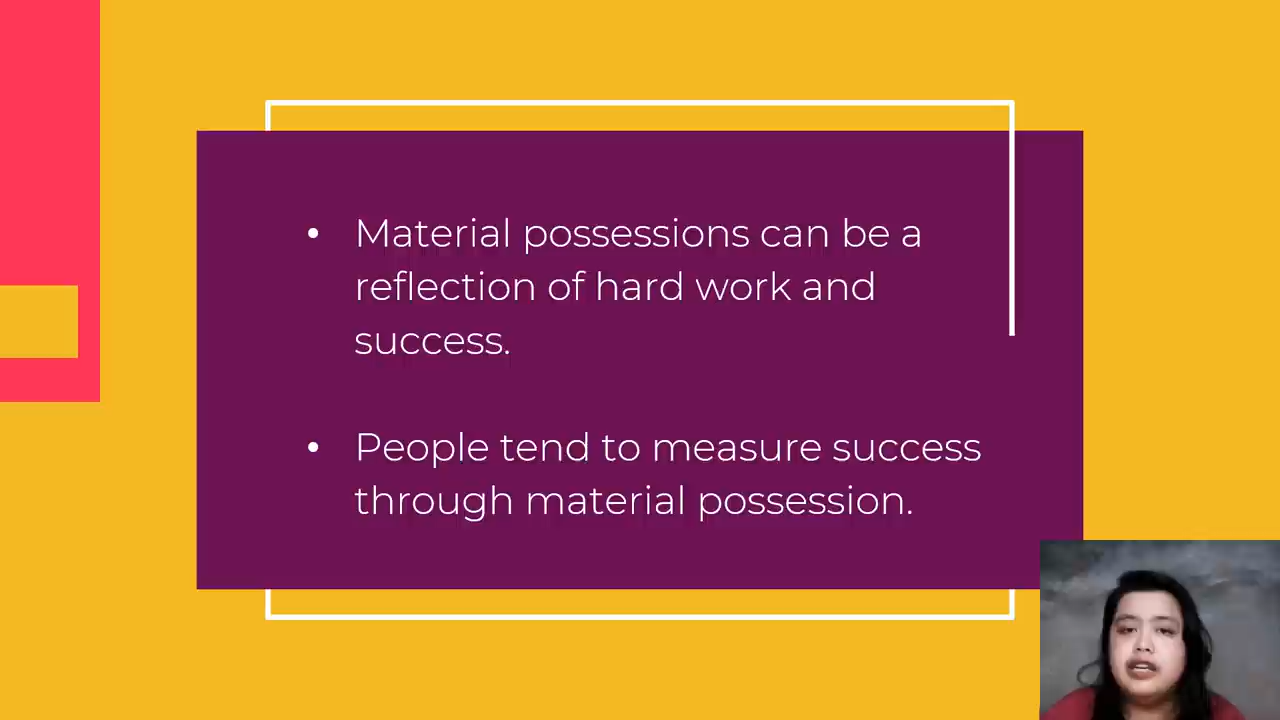 • Material possessions can be a
reflection of hard work and
success.
• People tend to measure success
through material possession.